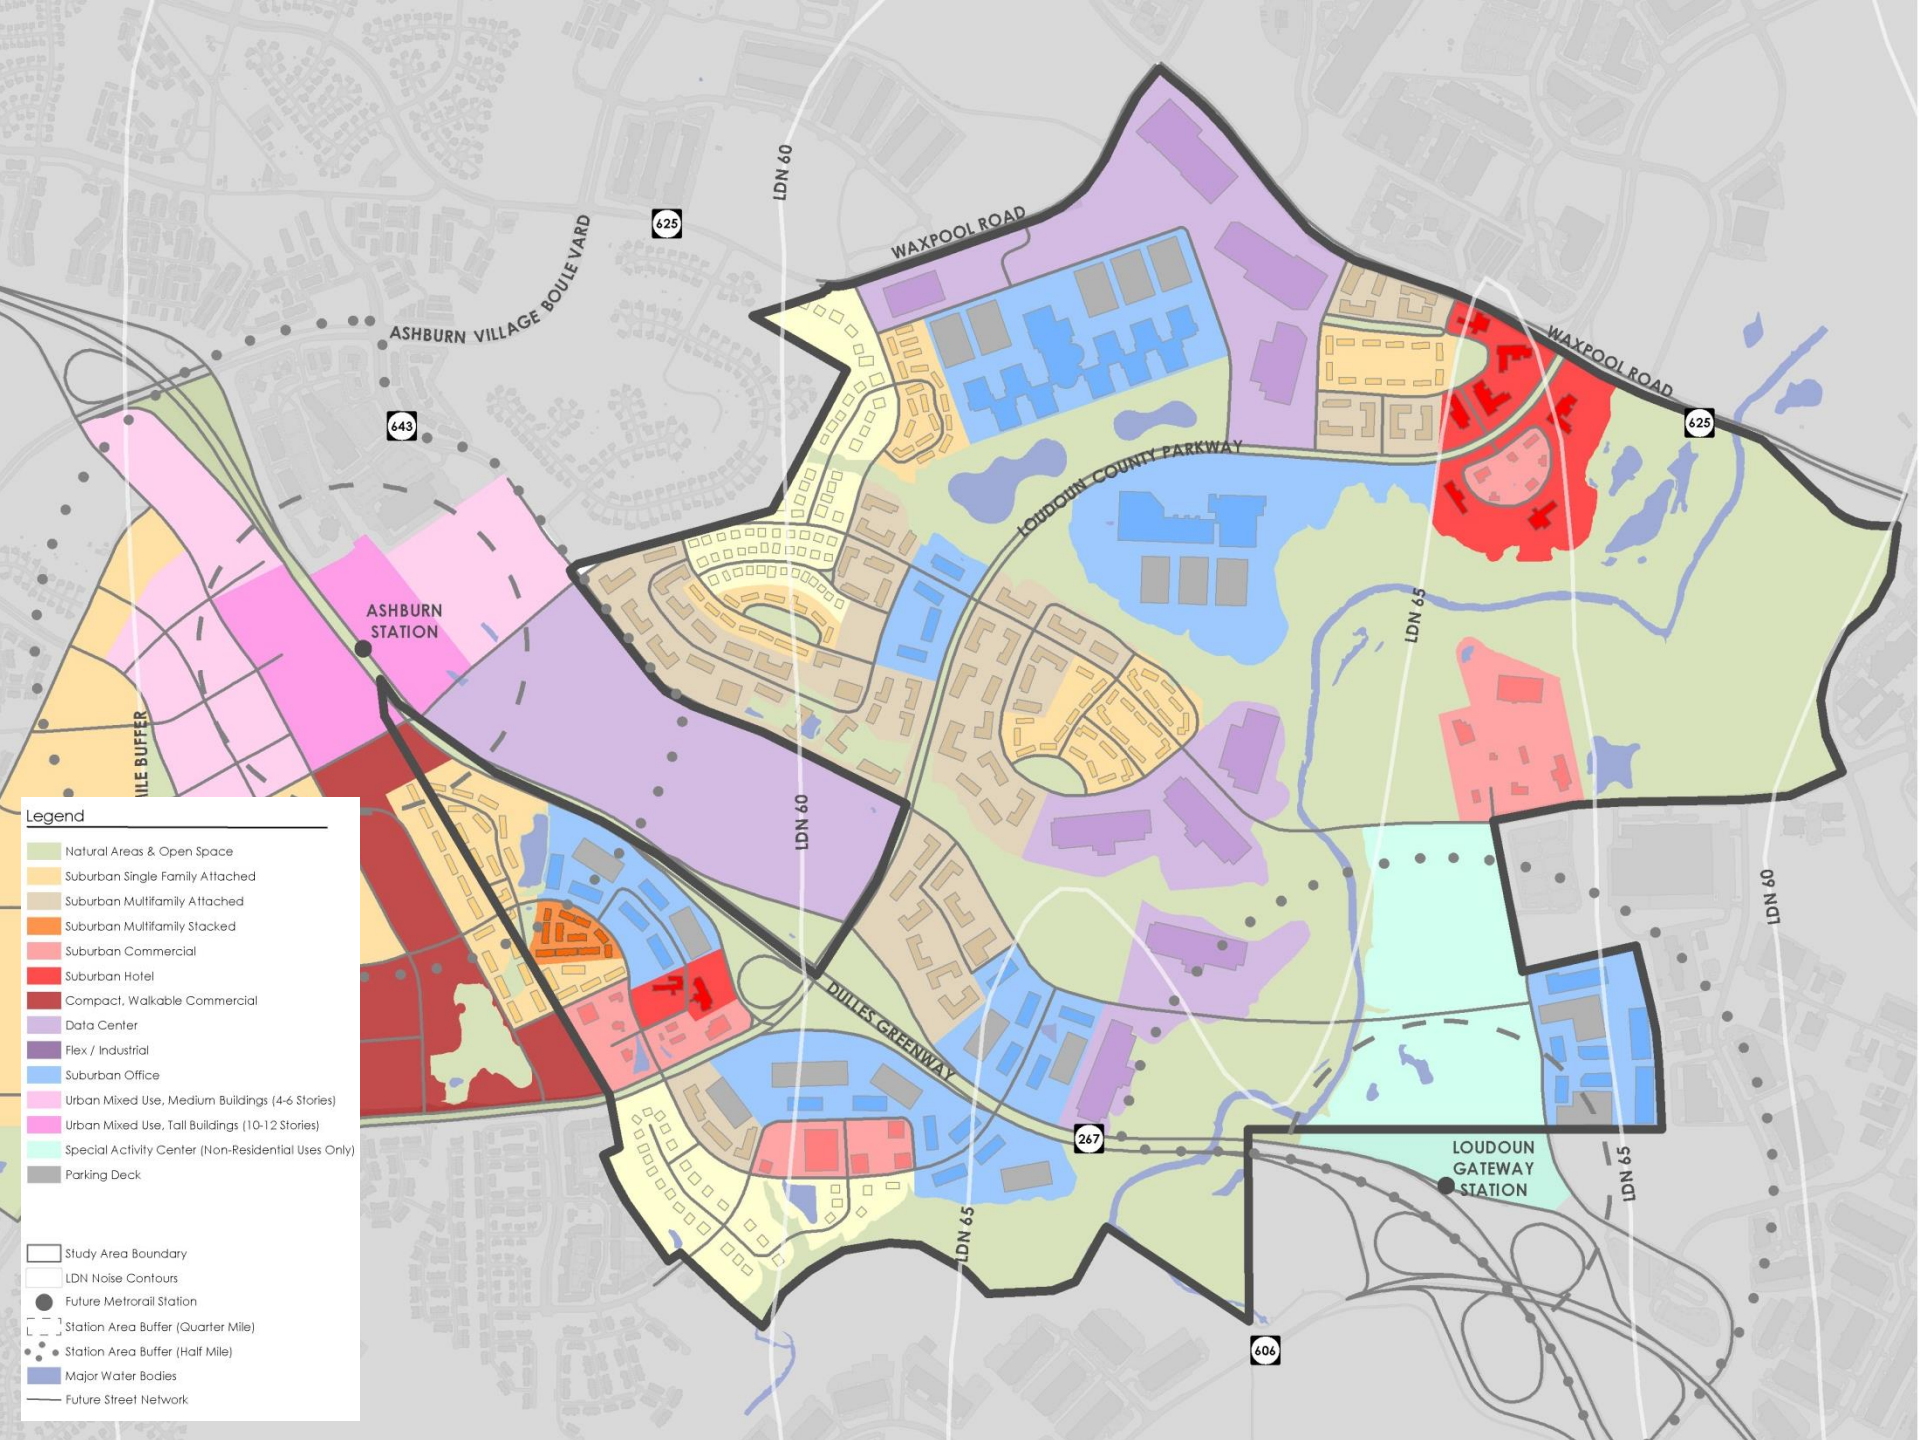 LDN 60
WAXPOOL ROAD
625
ASHBURN VILLAGE BOULEVARD
WAXPOOL ROAD
625
643
LOUDOUN COUNTY PARKWAY
ASHBURN
STATION
LDN 65
MILE BUFFER
LDN 60
LDN 60
DULLES GREENWAY
267
LOUDOUN
GATEWAY
STATION
LDN 65
LDN 65
606
Legend
Natural Areas & Open Space
Suburban Single Family Attached
Suburban Multifamily Attached
Suburban Multifamily Stacked
Suburban Commercial
Suburban Hotel
Compact, Walkable Commercial
Data Center
Flex / Industrial
Suburban Office
Urban Mixed Use, Medium Buildings (4-6 Stories)
Urban Mixed Use, Tall Buildings (10-12 Stories)
Special Activity Center (Non-Residential Uses Only)
Parking Deck
Study Area Boundary
LDN Noise Contours
Future Metrorail Station
Station Area Buffer (Quarter Mile)
Station Area Buffer (Half Mile)
Major Water Bodies
Future Street Network